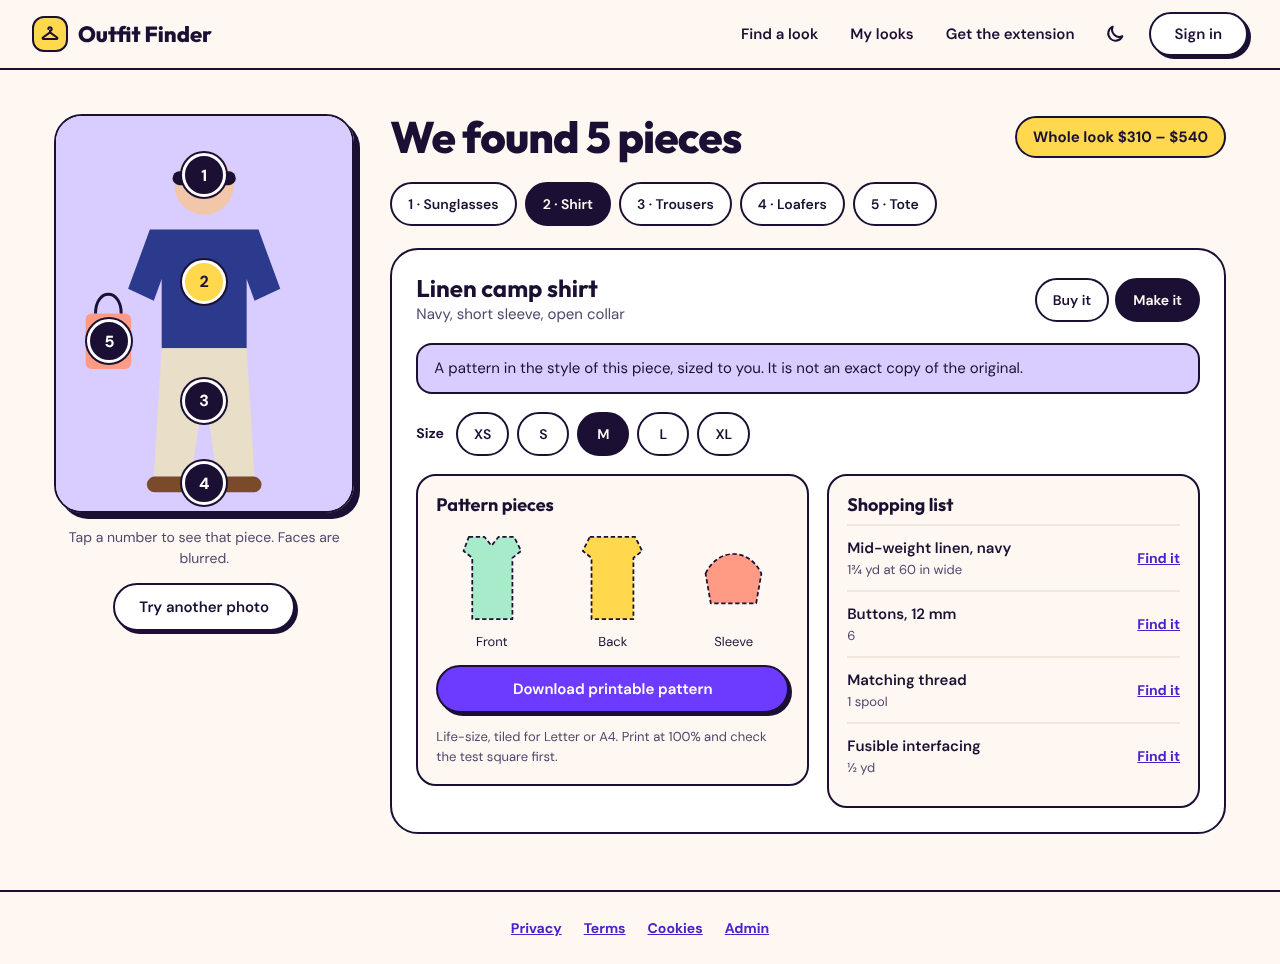 Outfit Finder
Find a look
My looks
Get the extension
Sign in
1
2
5
3
4
Tap a number to see that piece. Faces are
blurred.
Try another photo
We found 5 pieces
Whole look $310 – $540
1 · Sunglasses
2 · Shirt
3 · Trousers
4 · Loafers
5 · Tote
Linen camp shirt
Navy, short sleeve, open collar
Buy it
Make it
A pattern in the style of this piece, sized to you. It is not an exact copy of the original.
Size
XS
S
M
L
XL
Pattern pieces
Front
Back
Sleeve
Download printable pattern
Life-size, tiled for Letter or A4. Print at 100% and check
the test square first.
Shopping list
Mid-weight linen, navy
1¾ yd at 60 in wide
Find it
Buttons, 12 mm
6
Find it
Matching thread
1 spool
Find it
Fusible interfacing
½ yd
Find it
Privacy
Terms
Cookies
Admin